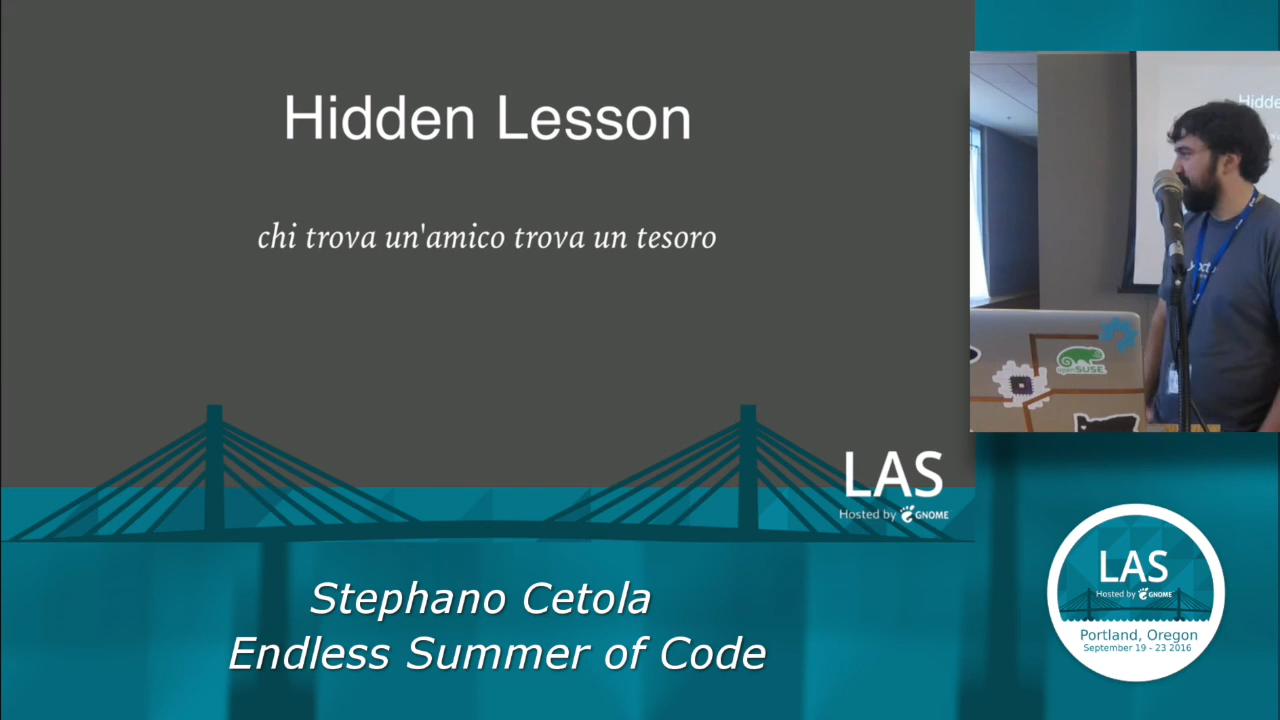 Hidden Lesson
chi trova un'amico trova un tesoro
Hidde
openSUSE
LAS
Hosted by GNOME
Stephano Cetola
Endless Summer of Code
LAS
Hosted by GNOME
Portland, Oregon
September 19 - 23 2016